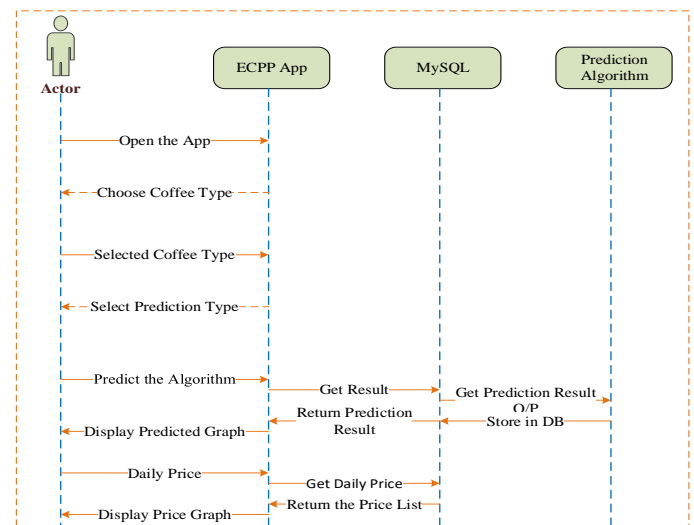 Actor
ECPP App
MySQL
Prediction
Algorithm
Open the App
Choose Coffee Type
Selected Coffee Type
Select Prediction Type
Predict the Algorithm
Get Result
Get Prediction Result
O/P
Store in DB
Return Prediction
Result
Display Predicted Graph
Daily Price
Get Daily Price
Return the Price List
Display Price Graph